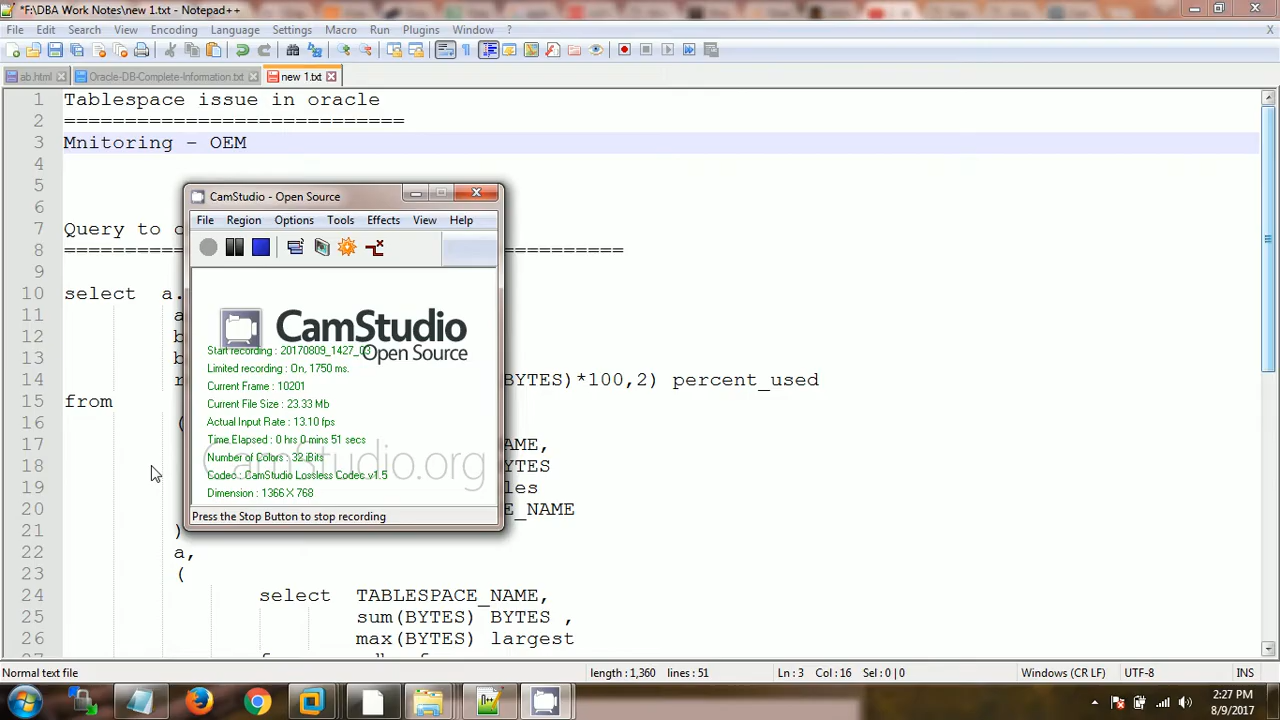 *F:\DBA Work Notes\new 1.txt - Notepad++
File Edit Search View Encoding Language Settings Macro Run Plugins Window ? X
ab.html Oracle-DB-Complete-Information.txt new 1.txt
1 Tablespace issue in oracle
2 ============================
3 Mnitoring - OEM
4
5
6
7 Query to
8
9
10 select a.
11 a
12 b
13 b
14 BYTES)*100,2) percent_used
15 from
16 (
17 AME,
18 YTES
19 les
20 E_NAME
21 )
22 a,
23 (
24 select TABLESPACE_NAME,
25 sum(BYTES) BYTES ,
26 max(BYTES) largest
27
CamStudio - Open Source
File Region Options Tools Effects View Help
CamStudio
Open Source
Start recording : 20170809_1427_03
Limited recording : On, 1750 ms.
Current Frame : 10201
Current File Size : 23.33 Mb
Actual Input Rate : 13.10 fps
Time Elapsed : 0 hrs 0 mins 51 secs
CamStudio.org
Number of Colors : 32 Bits
Codec : CamStudio Lossless Codec v1.5
Dimension : 1366 X 768
Press the Stop Button to stop recording
Normal text file length : 1,360 lines : 51 Ln : 3 Col : 16 Sel : 0 | 0 Windows (CR LF) UTF-8 INS
2:27 PM
8/9/2017